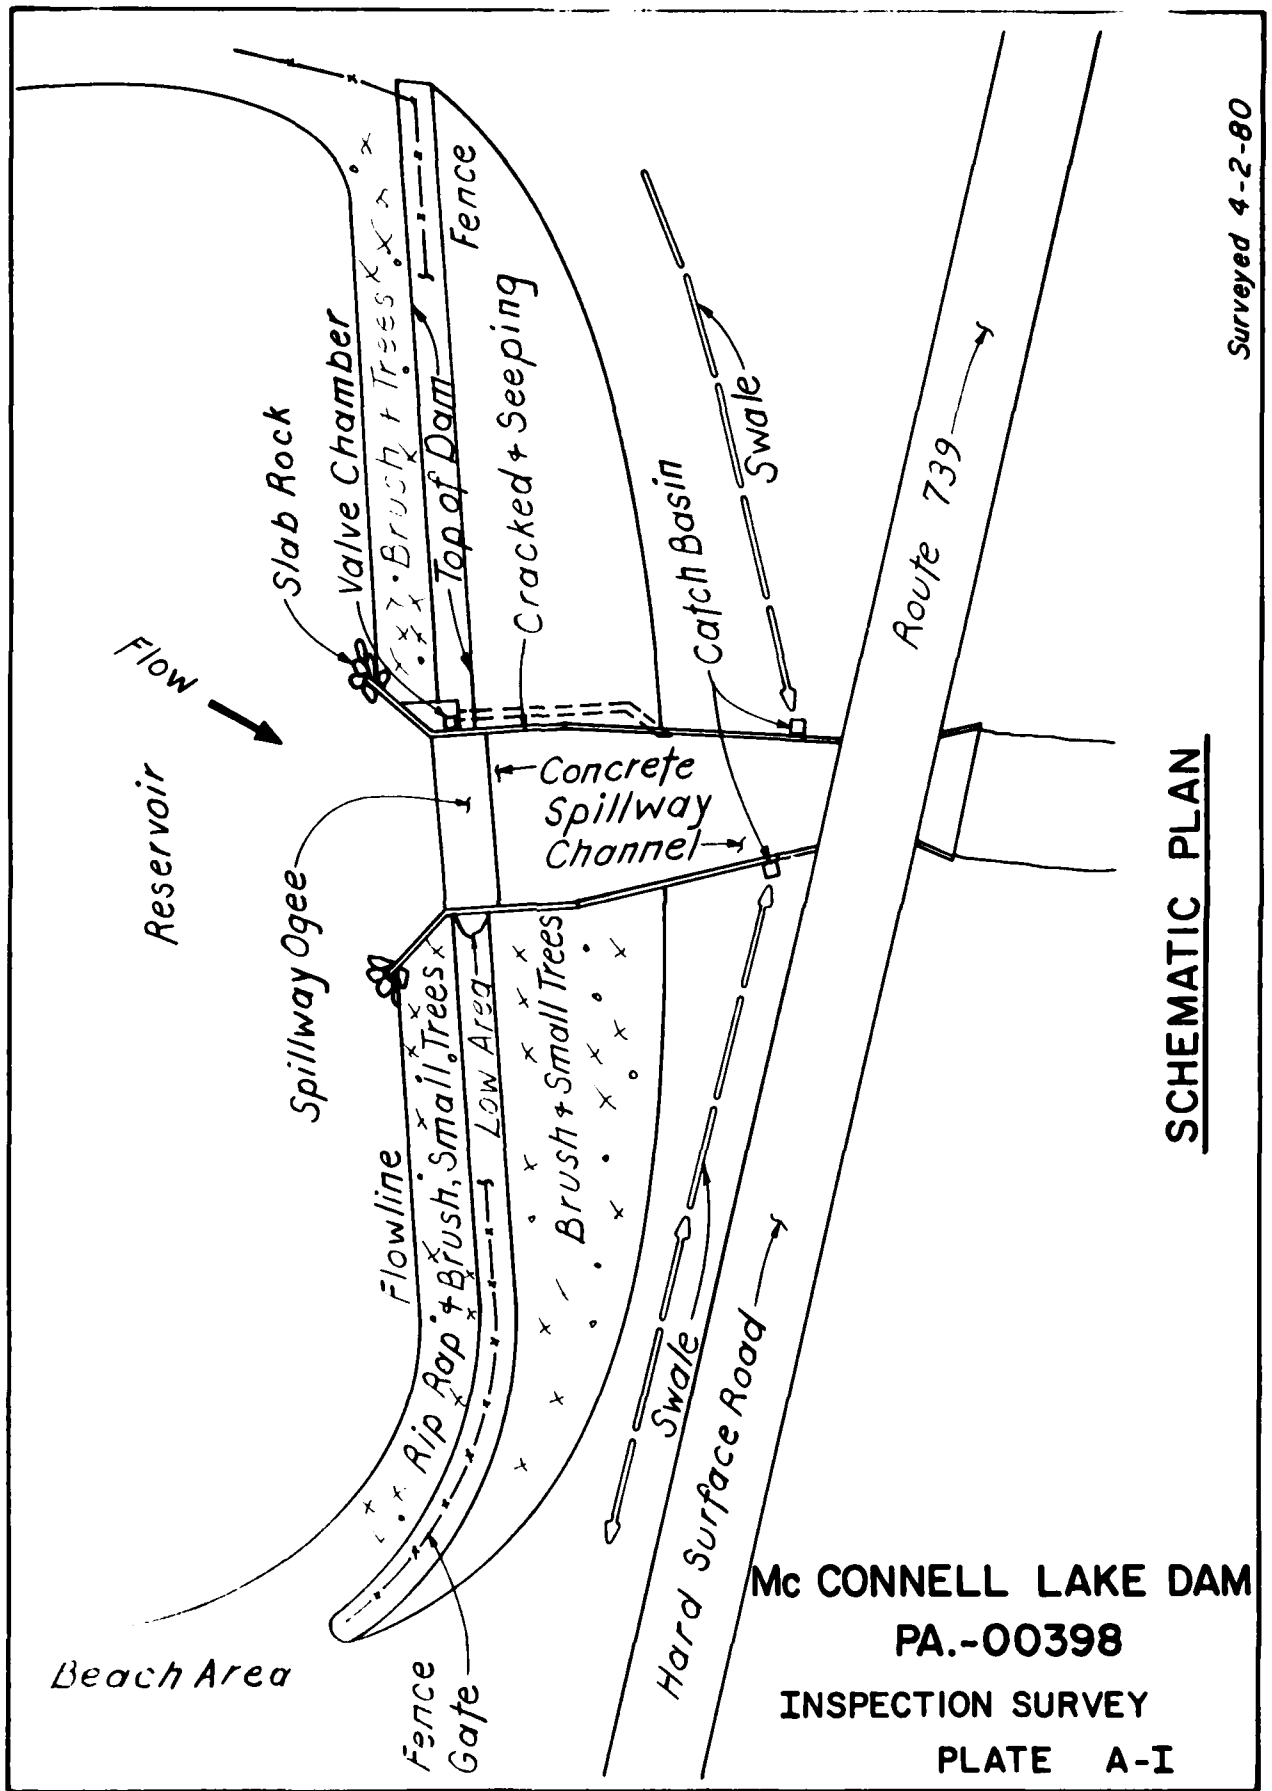 Surveyed 4-2-80
Fence
Brush & Trees
Top of Dam
Cracked & Seeping
Valve Chamber
Slab Rock
Flow
Reservoir
Swale
Catch Basin
Route 739
Concrete
Spillway
Channel
Spillway Ogee
Flowline
Rip Rap & Brush, Small Trees
Low Area
Brush & Small Trees
Swale
Hard Surface Road
Beach Area
Fence
Gate
SCHEMATIC PLAN
Mc CONNELL LAKE DAM
PA.-00398
INSPECTION SURVEY
PLATE A-I